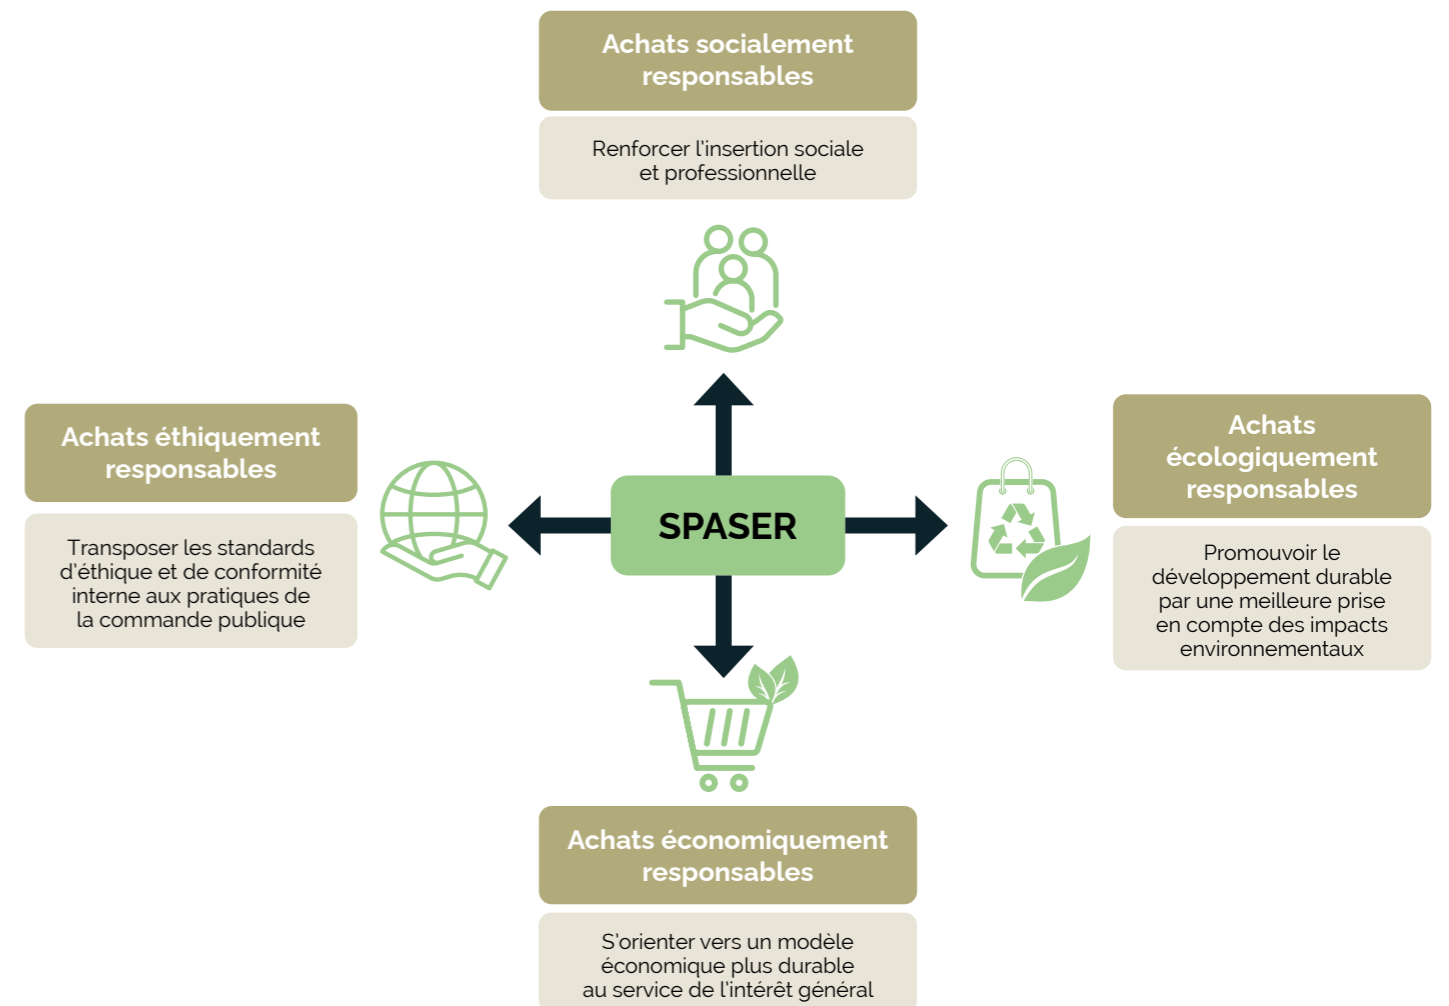 Achats socialement
responsables
Renforcer l'insertion sociale
et professionnelle
Achats éthiquement
responsables
Transposer les standards
d'éthique et de conformité
interne aux pratiques de
la commande publique
SPASER
Achats
écologiquement
responsables
Promouvoir le
développement durable
par une meilleure prise
en compte des impacts
environnementaux
Achats économiquement
responsables
S'orienter vers un modèle
économique plus durable
au service de l'intérêt général